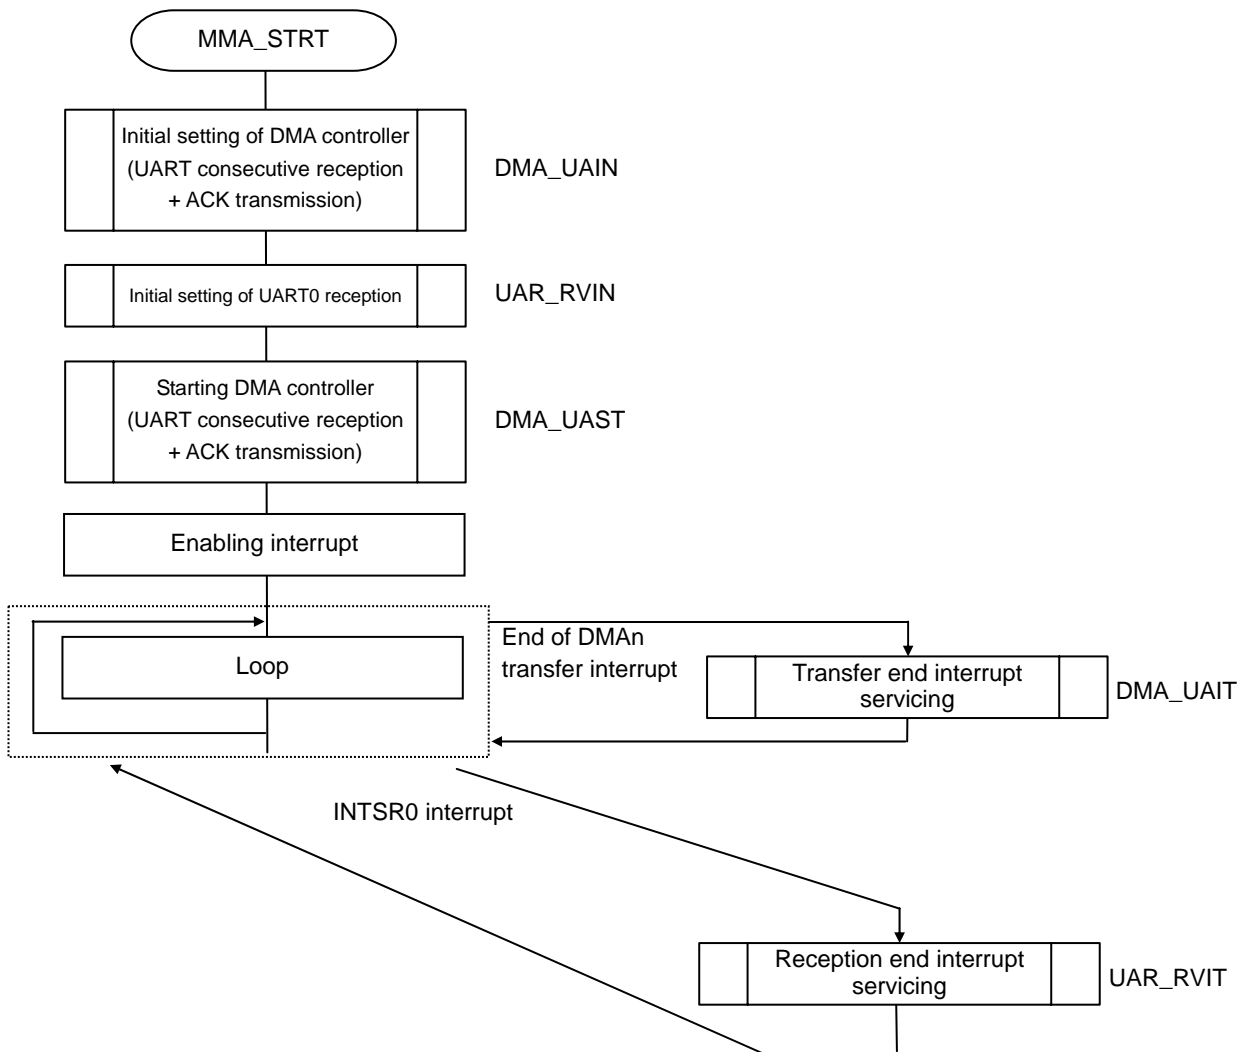 MMA_STRT
Initial setting of DMA controller
(UART consecutive reception
+ ACK transmission)
DMA_UAIN
Initial setting of UART0 reception
UAR_RVIN
Starting DMA controller
(UART consecutive reception
+ ACK transmission)
DMA_UAST
Enabling interrupt
Loop
End of DMAn
transfer interrupt
Transfer end interrupt
servicing
DMA_UAIT
INTSR0 interrupt
Reception end interrupt
servicing
UAR_RVIT